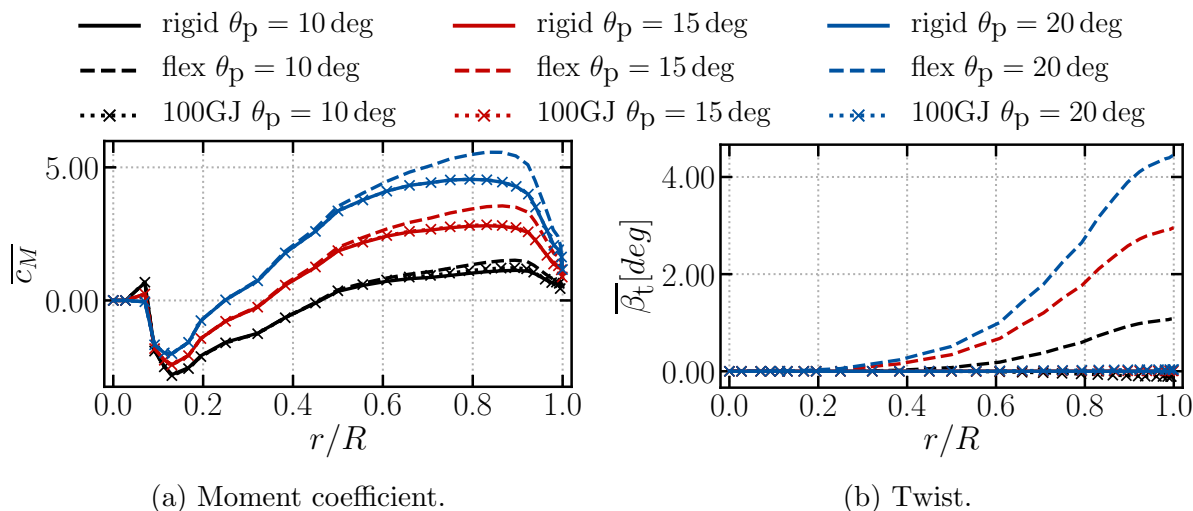 rigid θp = 10 deg rigid θp = 15 deg rigid θp = 20 deg
flex θp = 10 deg flex θp = 15 deg flex θp = 20 deg
100GJ θp = 10 deg 100GJ θp = 15 deg 100GJ θp = 20 deg
5.00
0.00
c̅M̅
0.0 0.2 0.4 0.6 0.8 1.0
r/R
(a) Moment coefficient.
4.00
2.00
0.00
β̅t̅[deg]
0.0 0.2 0.4 0.6 0.8 1.0
r/R
(b) Twist.